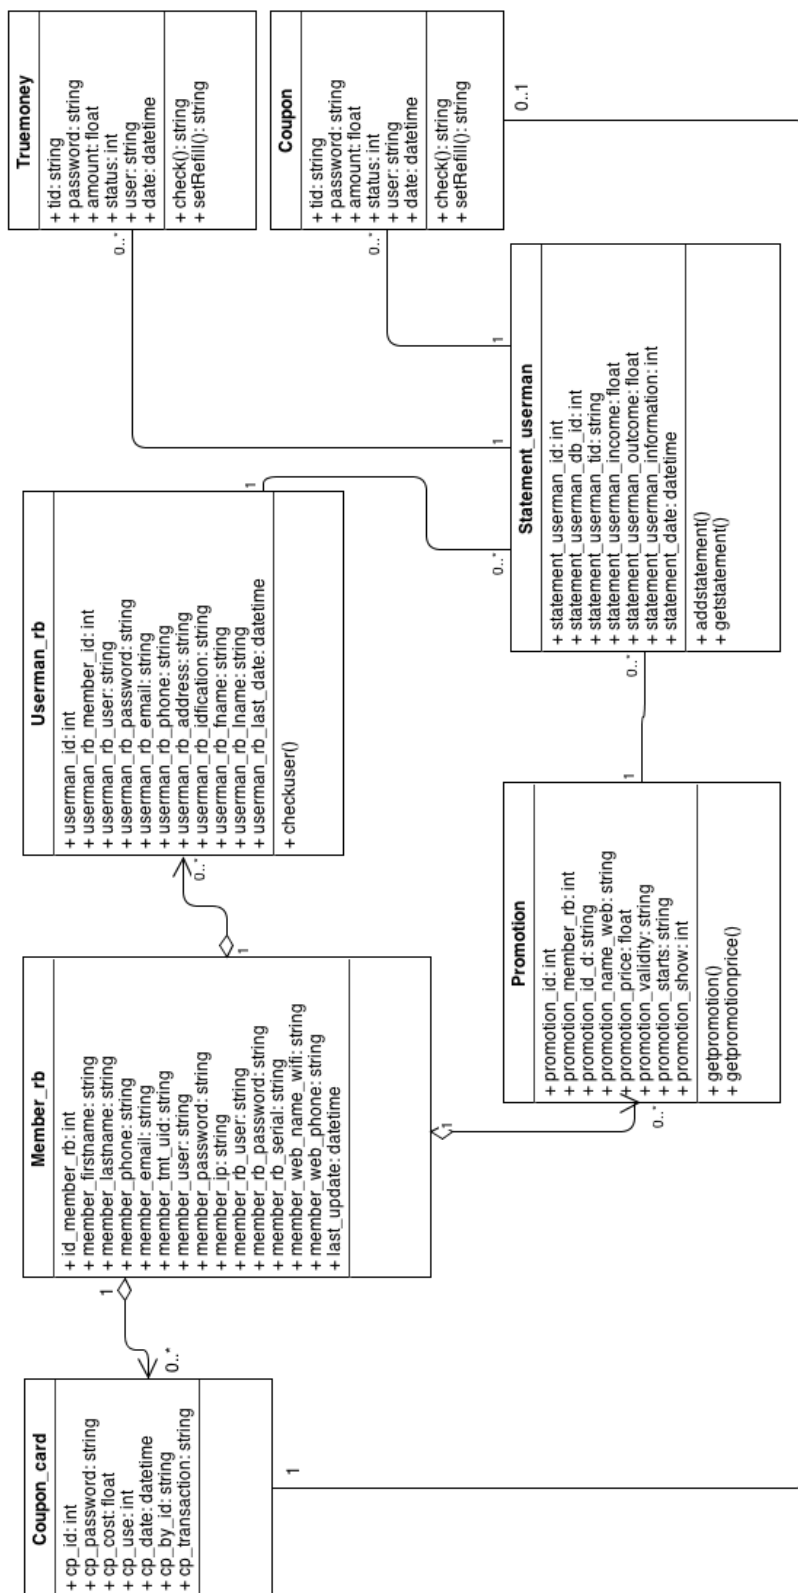 Coupon_card
+ cp_id: int
+ cp_password: string
+ cp_cost: float
+ cp_use: int
+ cp_date: datetime
+ cp_by_id: string
+ cp_transaction: string
1
0..*
1
Member_rb
+ id_member_rb: int
+ member_firstname: string
+ member_lastname: string
+ member_phone: string
+ member_email: string
+ member_tmt_uid: string
+ member_user: string
+ member_password: string
+ member_ip: string
+ member_rb_user: string
+ member_rb_password: string
+ member_rb_serial: string
+ member_web_name_wifi: string
+ member_web_phone: string
+ last_update: datetime
1
0..*
1
0..*
Userman_rb
+ userman_id: int
+ userman_rb_member_id: int
+ userman_rb_user: string
+ userman_rb_password: string
+ userman_rb_email: string
+ userman_rb_phone: string
+ userman_rb_address: string
+ userman_rb_idfication: string
+ userman_rb_fname: string
+ userman_rb_lname: string
+ userman_rb_last_date: datetime
+ checkuser()
1
0..*
Promotion
+ promotion_id: int
+ promotion_member_rb: int
+ promotion_id_d: string
+ promotion_name_web: string
+ promotion_price: float
+ promotion_validity: string
+ promotion_starts: string
+ promotion_show: int
+ getpromotion()
+ getpromotionprice()
1
0..*
Statement_userman
+ statement_userman_id: int
+ statement_userman_db_id: int
+ statement_userman_tid: string
+ statement_userman_income: float
+ statement_userman_outcome: float
+ statement_userman_information: int
+ statement_date: datetime
+ addstatement()
+ getstatement()
1
1
0..*
0..*
Truemoney
+ tid: string
+ password: string
+ amount: float
+ status: int
+ user: string
+ date: datetime
+ check(): string
+ setRefill(): string
Coupon
+ tid: string
+ password: string
+ amount: float
+ status: int
+ user: string
+ date: datetime
+ check(): string
+ setRefill(): string
0..1